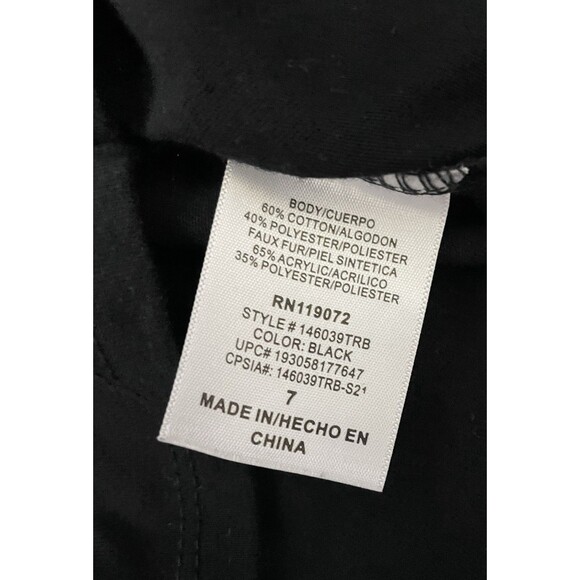 BODY/CUERPO
60% COTTON/ALGODON
40% POLYESTER/POLIESTER
FAUX FUR/PIEL SINTETICA
65% ACRYLIC/ACRILICO
35% POLYESTER/POLIESTER
RN119072
STYLE # 146039TRB
COLOR: BLACK
UPC# 193058177647
CPSIA#: 146039TRB-S21
7
MADE IN/HECHO EN
CHINA